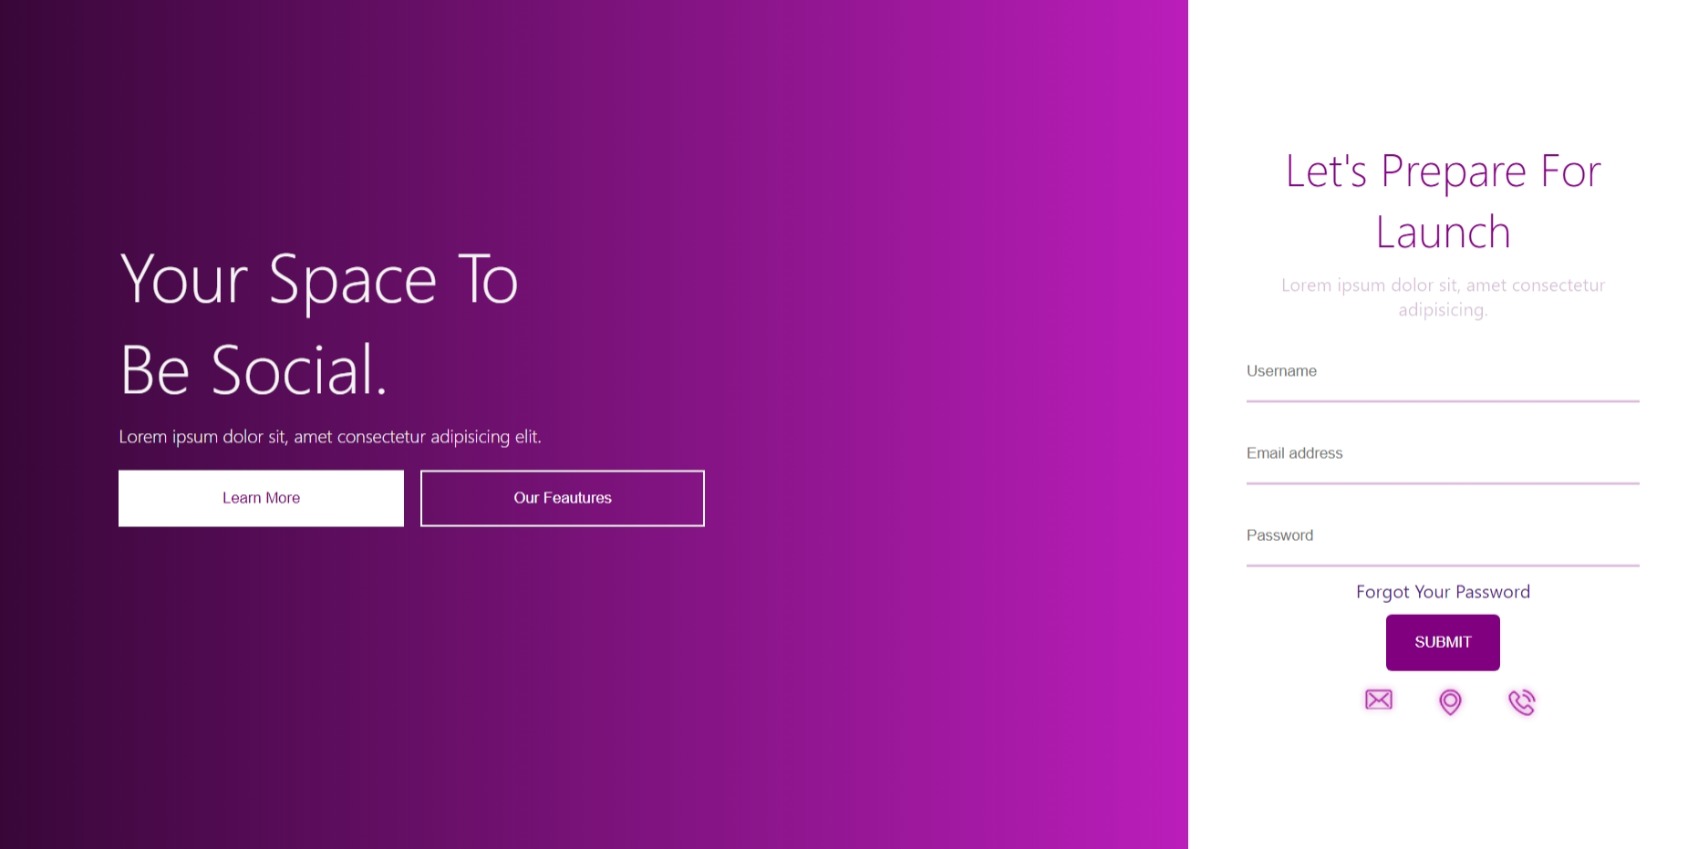 Your Space To
Be Social.
Lorem ipsum dolor sit, amet consectetur adipisicing elit.
Learn More
Our Feautures
Let's Prepare For
Launch
Lorem ipsum dolor sit, amet consectetur
adipisicing.
Username
Email address
Password
Forgot Your Password
SUBMIT